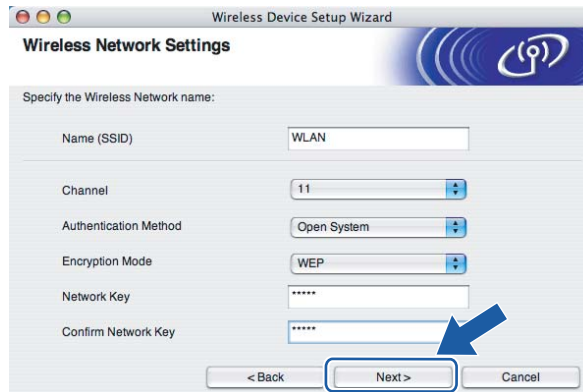 Wireless Device Setup Wizard
Wireless Network Settings
Specify the Wireless Network name:
Name (SSID) WLAN
Channel 11
Authentication Method Open System
Encryption Mode WEP
Network Key *****
Confirm Network Key *****
< Back Next > Cancel